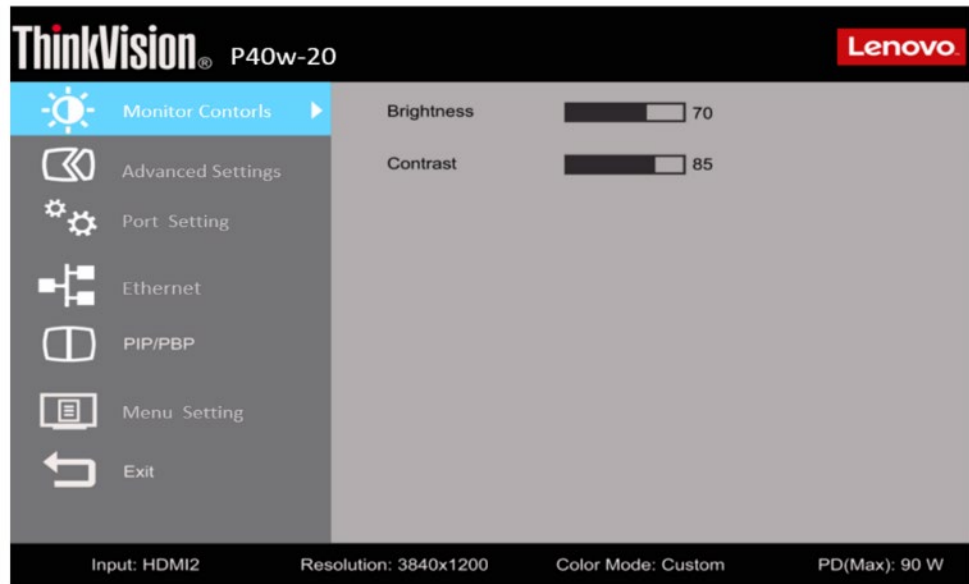 ThinkVision® P40w-20
Lenovo.
Monitor Contorls
Brightness 70
Contrast 85
Advanced Settings
Port Setting
Ethernet
PIP/PBP
Menu Setting
Exit
Input: HDMI2 Resolution: 3840x1200 Color Mode: Custom PD(Max): 90 W